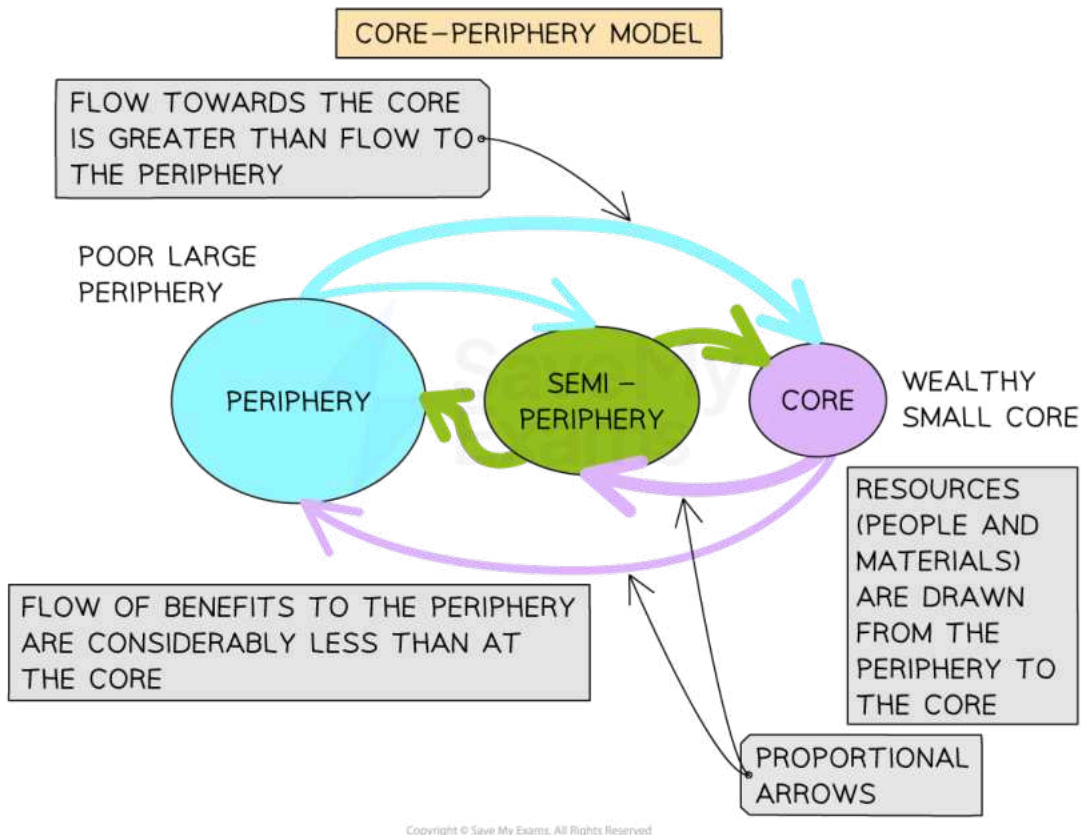 CORE-PERIPHERY MODEL
FLOW TOWARDS THE CORE
IS GREATER THAN FLOW TO
THE PERIPHERY
POOR LARGE
PERIPHERY
PERIPHERY
SEMI-
PERIPHERY
CORE
WEALTHY
SMALL CORE
RESOURCES
(PEOPLE AND
MATERIALS)
ARE DRAWN
FROM THE
PERIPHERY TO
THE CORE
FLOW OF BENEFITS TO THE PERIPHERY
ARE CONSIDERABLY LESS THAN AT
THE CORE
PROPORTIONAL
ARROWS
Save My
Exams
Copyright © Save My Exams. All Rights Reserved